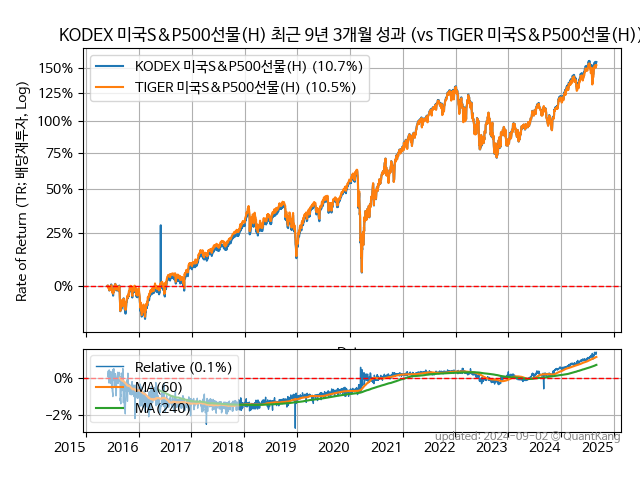 KODEX 미국S&P500선물(H) 최근 9년 3개월 성과 (vs TIGER 미국S&P500선물(H))
Rate of Return (TR: 배당재투자, Log)
150%
125%
100%
75%
50%
25%
0%
KODEX 미국S&P500선물(H) (10.7%)
TIGER 미국S&P500선물(H) (10.5%)
0%
−2%
Relative (0.1%)
MA(60)
MA(240)
updated: 2024-09-02 © QuantKang
2015 2016 2017 2018 2019 2020 2021 2022 2023 2024 2025